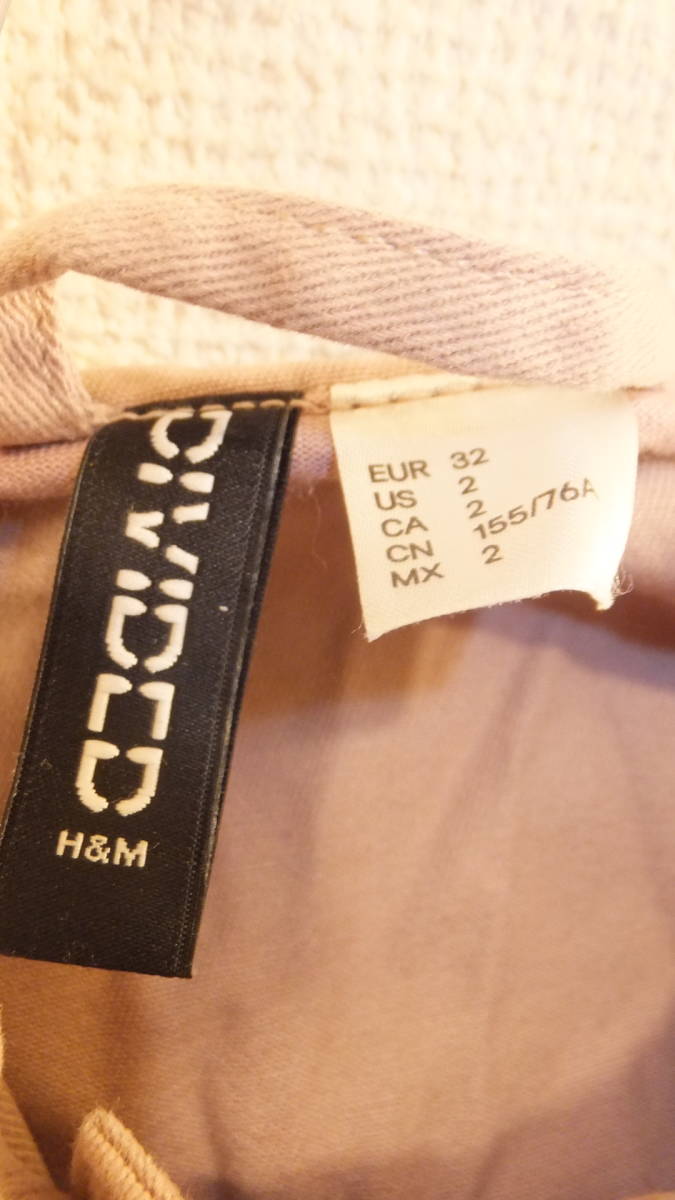 DIVIDED
H&M
EUR 32
US 2
CA 2
CN 155/76A
MX 2